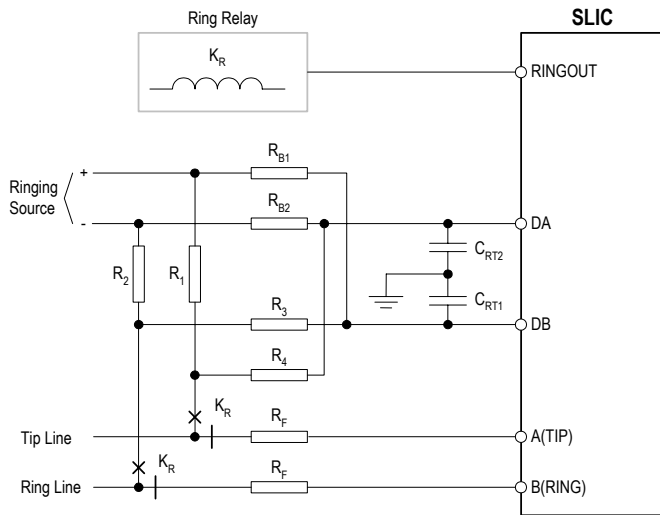 Ring Relay
SLIC
K_R
RINGOUT
R_B1
+
Ringing
Source
-
R_B2
DA
R_2
R_1
C_RT2
R_3
C_RT1
DB
R_4
K_R
R_F
Tip Line
A(TIP)
K_R
R_F
Ring Line
B(RING)